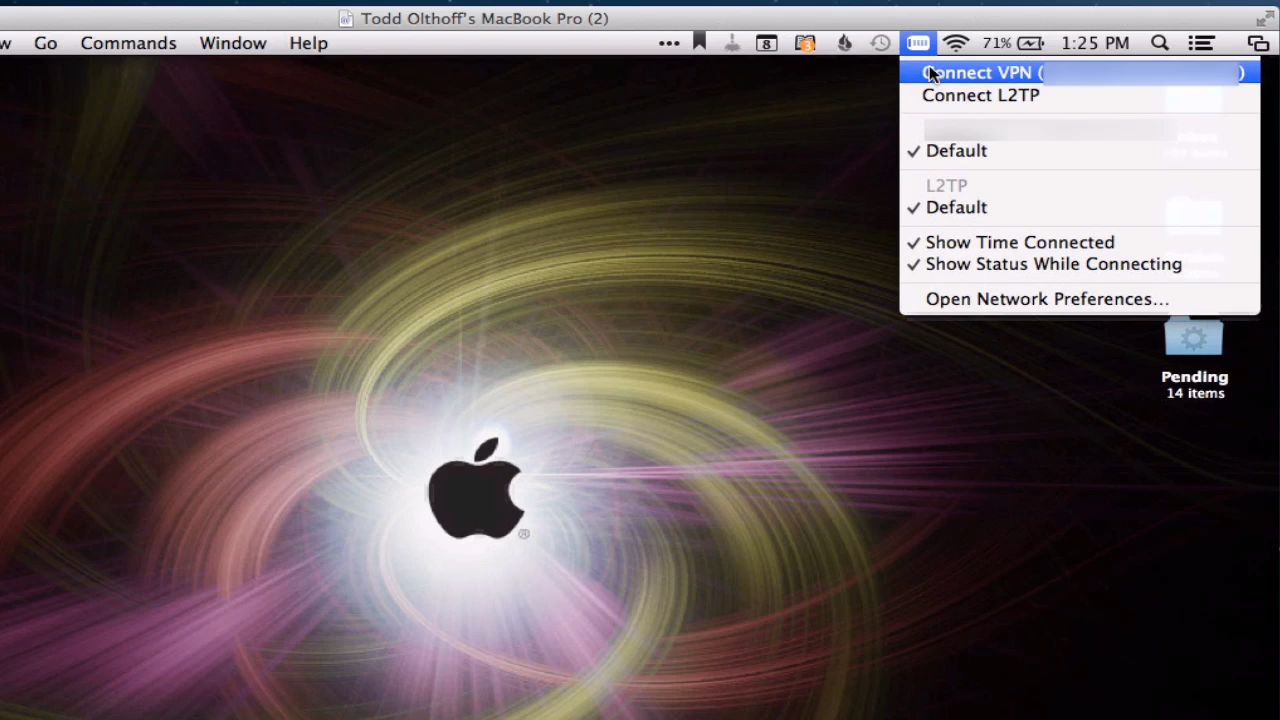 Todd Olthoff's MacBook Pro (2)
Go Commands Window Help ••• 8 3 71% 1:25 PM
Connect VPN ( )
Connect L2TP
✓ Default
L2TP
✓ Default
✓ Show Time Connected
✓ Show Status While Connecting
Open Network Preferences...
Pending
14 items
®